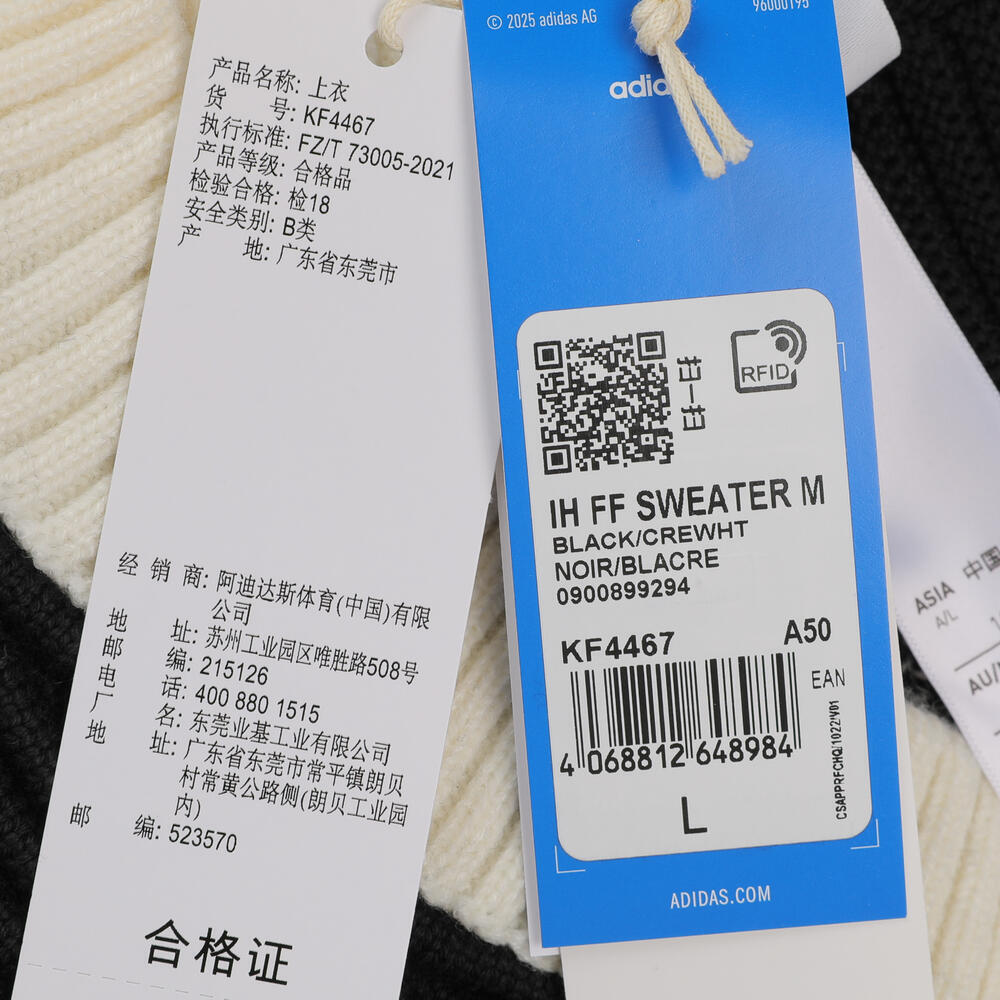 产品名称: 上衣
货 号: KF4467
执行标准: FZ/T 73005-2021
产品等级: 合格品
检验合格: 检18
安全类别: B类
产 地: 广东省东莞市
经 销 商: 阿迪达斯体育(中国)有限
公司
地 址: 苏州工业园区唯胜路508号
邮 编: 215126
电 话: 400 880 1515
厂 名: 东莞业基工业有限公司
地 址: 广东省东莞市常平镇朗贝
村常黄公路侧(朗贝工业园
内)
邮 编: 523570
合格证
© 2025 adidas AG
96000195
adidas
扫一扫
RFID
IH FF SWEATER M
BLACK/CREWHT
NOIR/BLACRE
0900899294
KF4467 A50
EAN
4 068812 648984
CSAPPRFCHQ/1022/V01
L
ADIDAS.COM
ASIA 中国
A/L
AU/